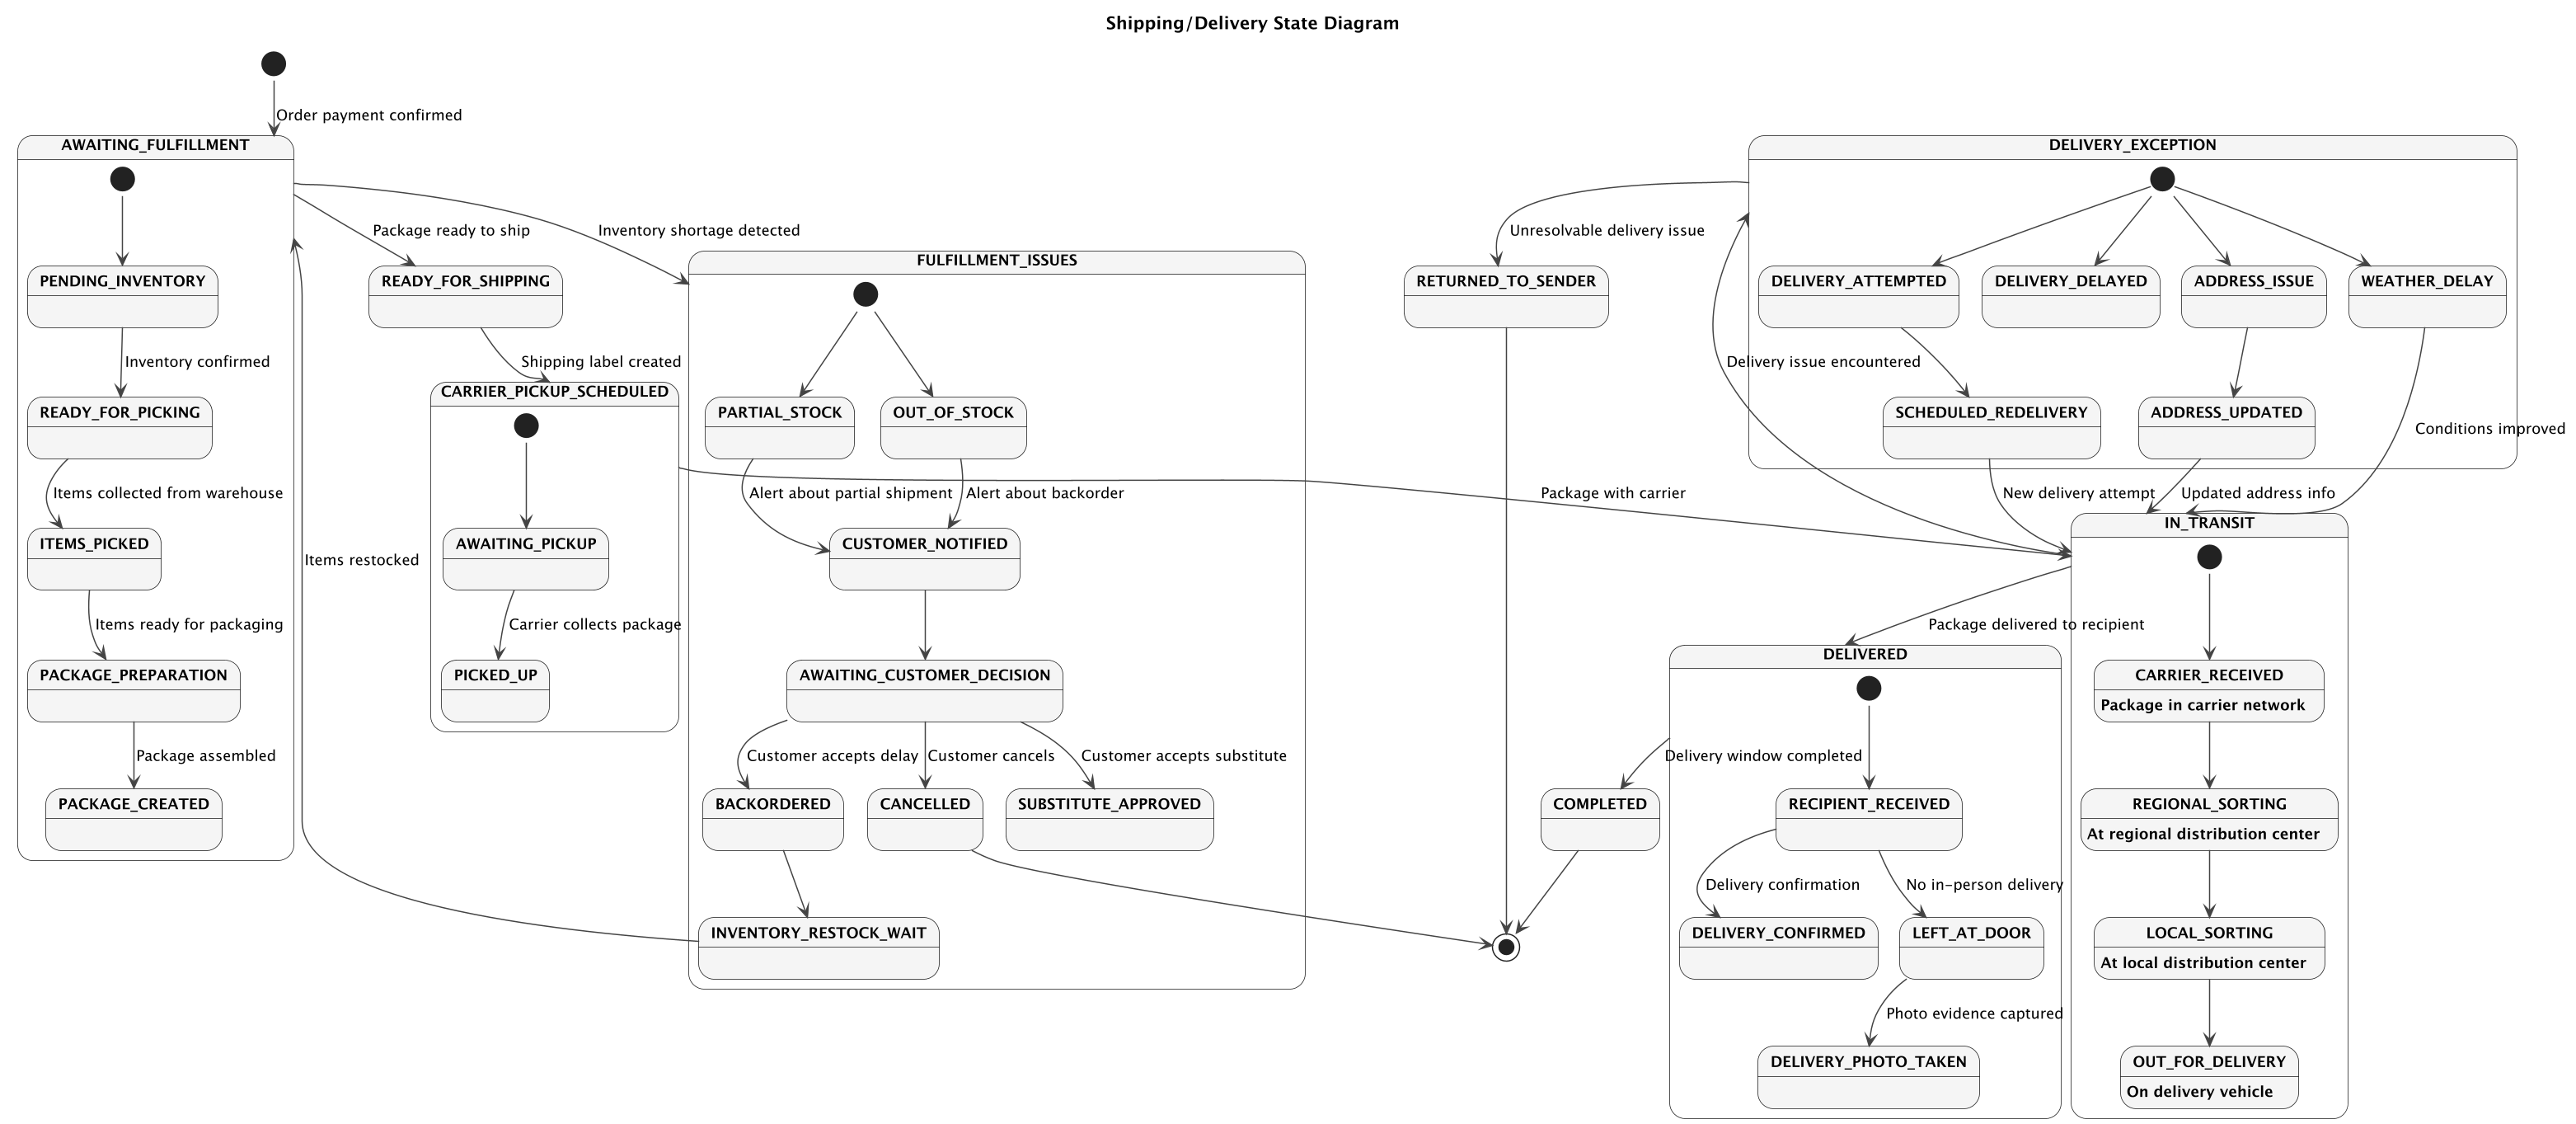 Shipping/Delivery State Diagram
Order payment confirmed
AWAITING_FULFILLMENT
PENDING_INVENTORY
Inventory confirmed
READY_FOR_PICKING
Items collected from warehouse
ITEMS_PICKED
Items ready for packaging
PACKAGE_PREPARATION
Package assembled
PACKAGE_CREATED
Items restocked
Package ready to ship
READY_FOR_SHIPPING
Shipping label created
CARRIER_PICKUP_SCHEDULED
AWAITING_PICKUP
Carrier collects package
PICKED_UP
Inventory shortage detected
FULFILLMENT_ISSUES
PARTIAL_STOCK
OUT_OF_STOCK
Alert about partial shipment
Alert about backorder
CUSTOMER_NOTIFIED
AWAITING_CUSTOMER_DECISION
Customer accepts delay
Customer cancels
Customer accepts substitute
BACKORDERED
CANCELLED
SUBSTITUTE_APPROVED
INVENTORY_RESTOCK_WAIT
Package with carrier
Unresolvable delivery issue
RETURNED_TO_SENDER
DELIVERY_EXCEPTION
DELIVERY_ATTEMPTED
DELIVERY_DELAYED
ADDRESS_ISSUE
WEATHER_DELAY
Delivery issue encountered
SCHEDULED_REDELIVERY
ADDRESS_UPDATED
Conditions improved
New delivery attempt
Updated address info
IN_TRANSIT
CARRIER_RECEIVED
Package in carrier network
REGIONAL_SORTING
At regional distribution center
LOCAL_SORTING
At local distribution center
OUT_FOR_DELIVERY
On delivery vehicle
Package delivered to recipient
DELIVERED
Delivery window completed
COMPLETED
RECIPIENT_RECEIVED
Delivery confirmation
No in-person delivery
DELIVERY_CONFIRMED
LEFT_AT_DOOR
Photo evidence captured
DELIVERY_PHOTO_TAKEN